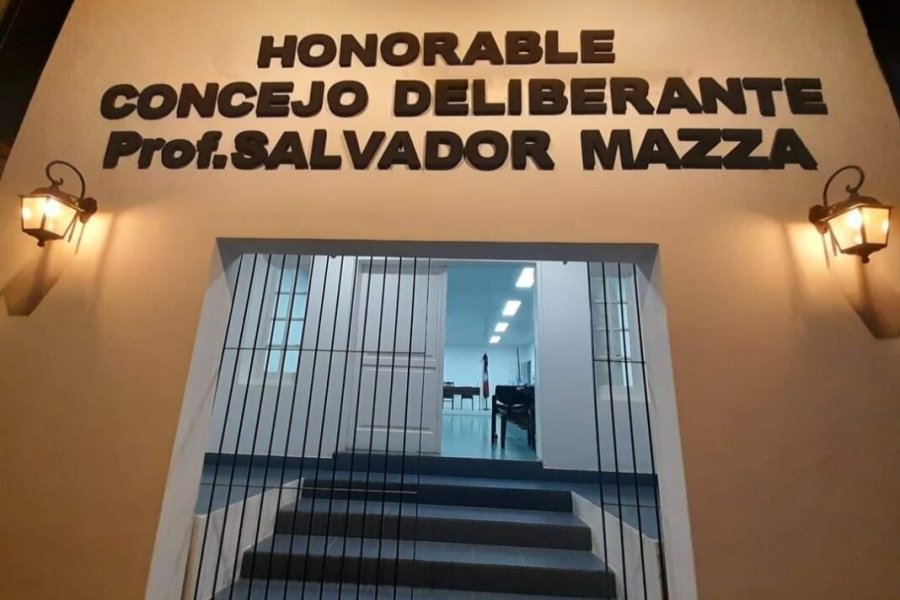 HONORABLE
CONCEJO DELIBERANTE
Prof.SALVADOR MAZZA